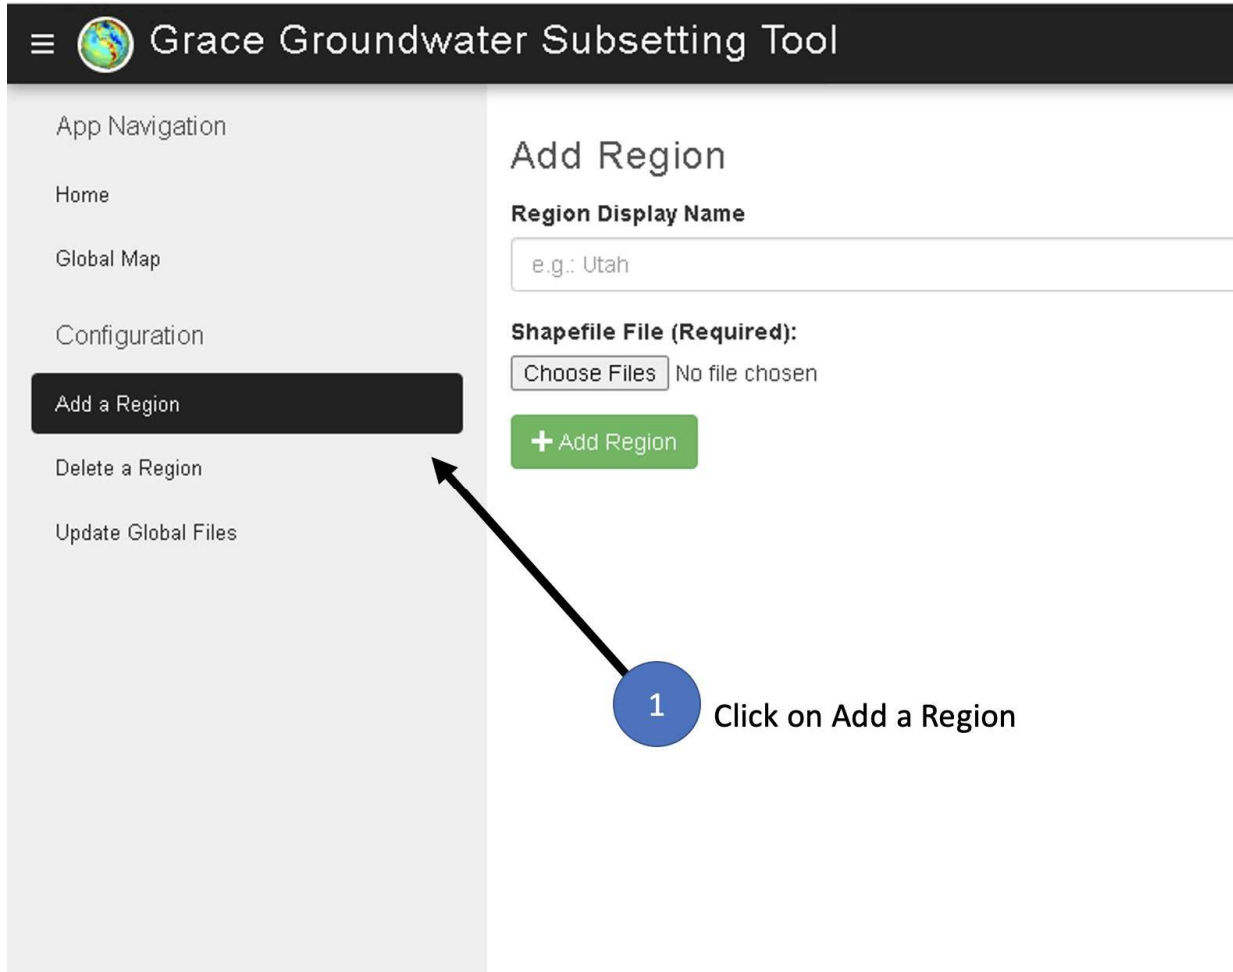 Grace Groundwater Subsetting Tool
App Navigation
Home
Global Map
Configuration
Add a Region
Delete a Region
Update Global Files
Add Region
Region Display Name
e.g.: Utah
Shapefile File (Required):
Choose Files No file chosen
+ Add Region
1 Click on Add a Region